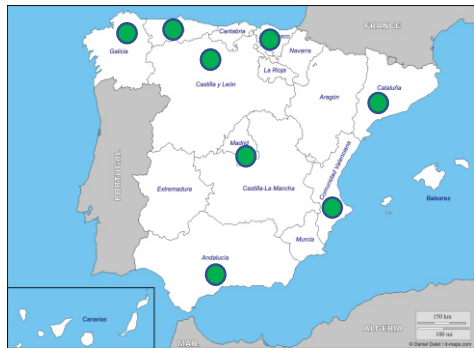 FRANCE
Cantabria
Galicia
Navarra
La Rioja
Castilla y León
Aragón
Cataluña
Madrid
PORTUGAL
Comunidad Valenciana
Extremadura
Castilla-La Mancha
Baleares
Murcia
Andalucía
Canarias
150 km
100 mi
ALGERIA
MAR.
© Daniel Dalet / d-maps.com